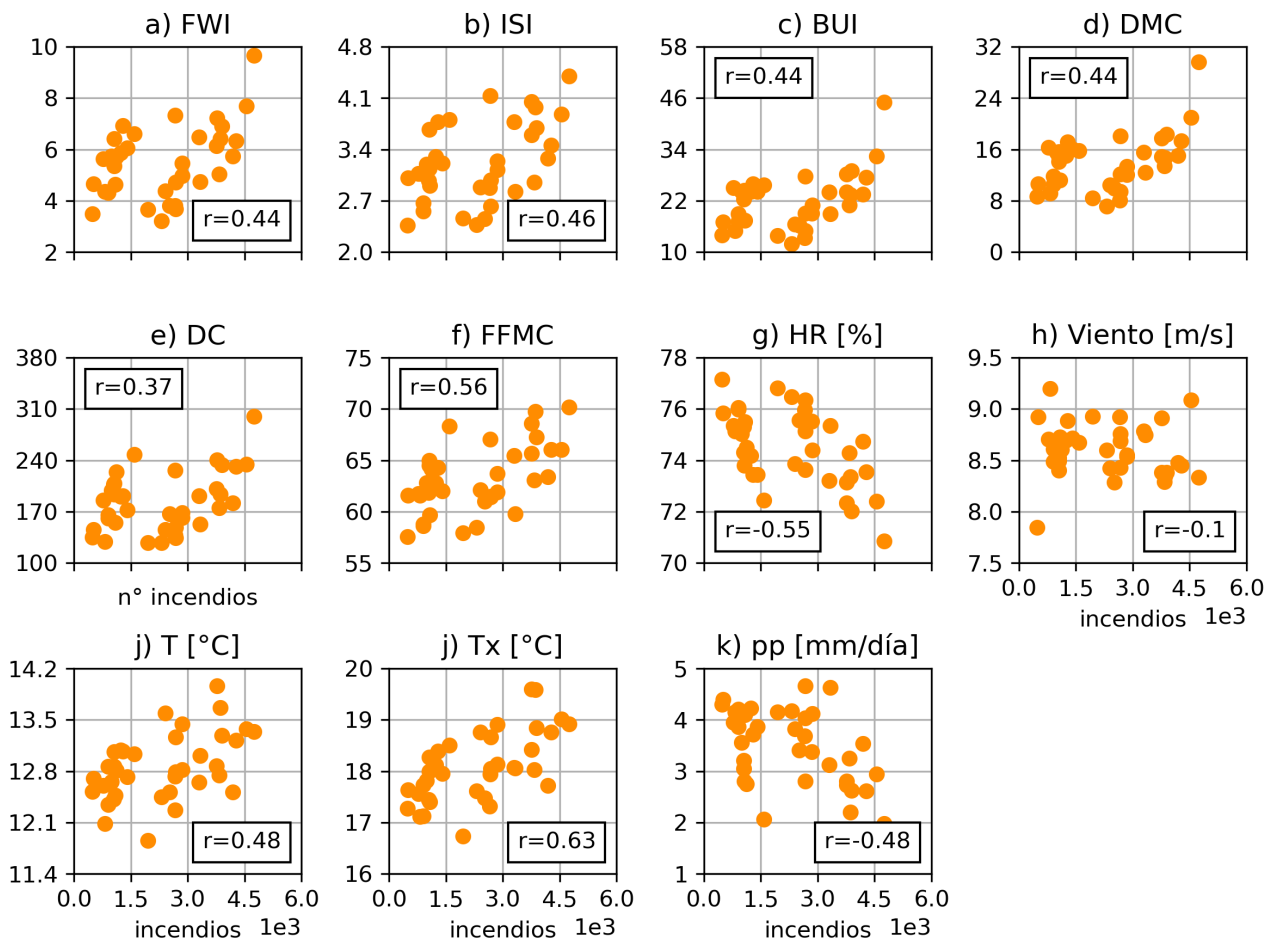 a) FWI
b) ISI
c) BUI
d) DMC
10
8
6
4
2
r=0.44
4.8
4.1
3.4
2.7
2.0
r=0.46
58
46
34
22
10
r=0.44
32
24
16
8
0
r=0.44
e) DC
f) FFMC
g) HR [%]
h) Viento [m/s]
380
310
240
170
100
r=0.37
n° incendios
75
70
65
60
55
r=0.56
78
76
74
72
70
r=-0.55
9.5
9.0
8.5
8.0
7.5
r=-0.1
0.0 1.5 3.0 4.5 6.0
incendios 1e3
j) T [°C]
j) Tx [°C]
k) pp [mm/día]
14.2
13.5
12.8
12.1
11.4
r=0.48
0.0 1.5 3.0 4.5 6.0
incendios 1e3
20
19
18
17
16
r=0.63
0.0 1.5 3.0 4.5 6.0
incendios 1e3
5
4
3
2
1
r=-0.48
0.0 1.5 3.0 4.5 6.0
incendios 1e3